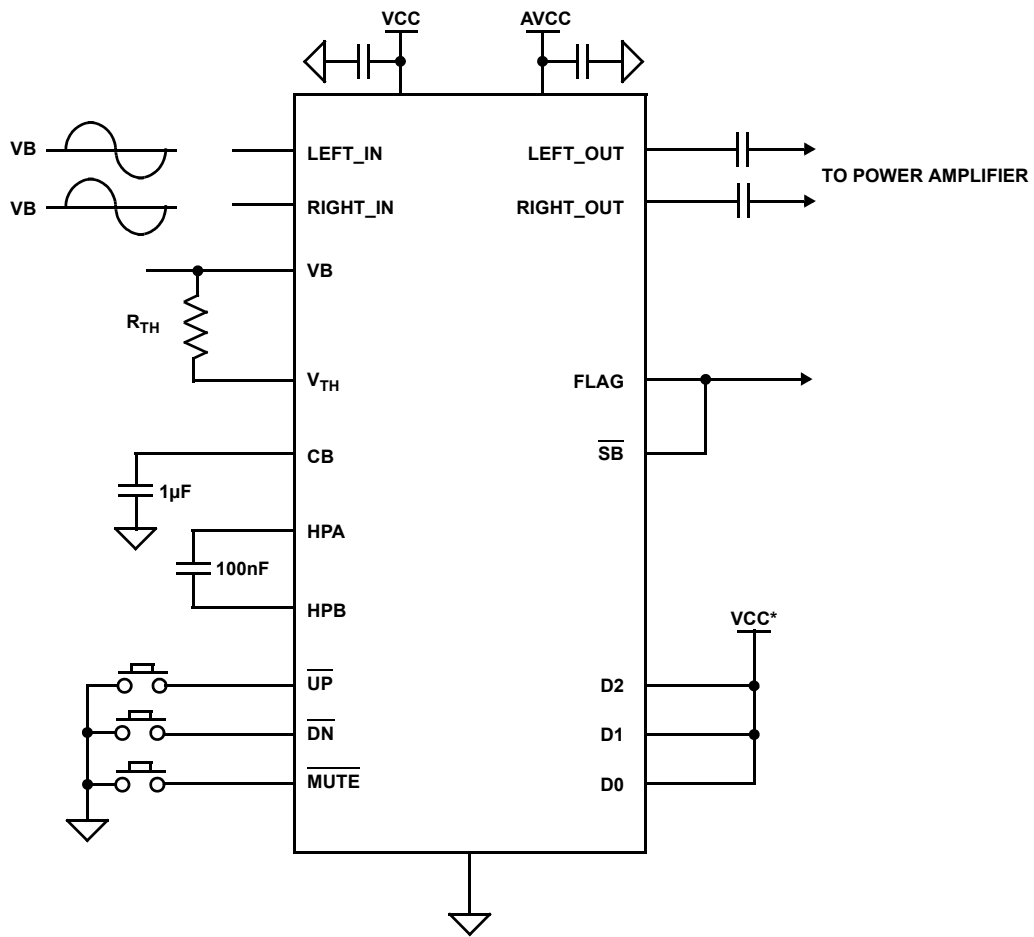 VCC
AVCC
VB
LEFT_IN
LEFT_OUT
TO POWER AMPLIFIER
VB
RIGHT_IN
RIGHT_OUT
VB
RTH
VTH
FLAG
CB
SB
1µF
HPA
100nF
HPB
VCC*
UP
D2
DN
D1
MUTE
D0